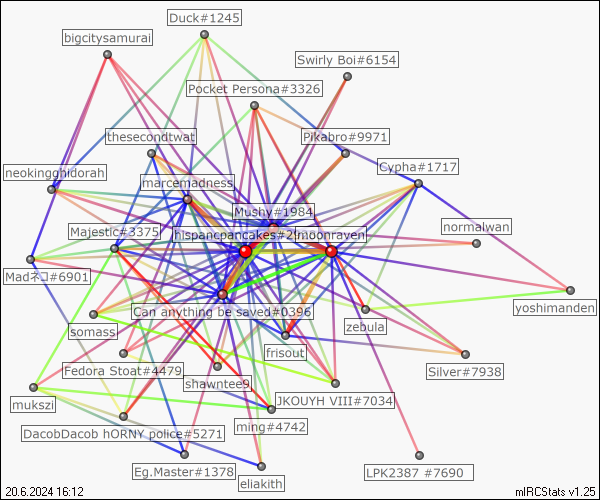 Duck#1245
bigcitysamurai
Swirly Boi#6154
Pocket Persona#3326
thesecondtwat
Pikabro#9971
neokingghidorah
Cypha#1717
marcemadness
Mushy#1984
normalwan
Majestic#3375
hispancpancakes#2
moonraven
Madネコ#6901
yoshimanden
Can anything be saved#0396
somass
zebula
frisout
Fedora Stoat#4479
Silver#7938
shawntee9
mukszi
JKOUYH VIII#7034
DacobDacob hORNY police#5271
ming#4742
Eg.Master#1378
LPK2387 #7690
eliakith
20.6.2024 16:12
mIRCStats v1.25